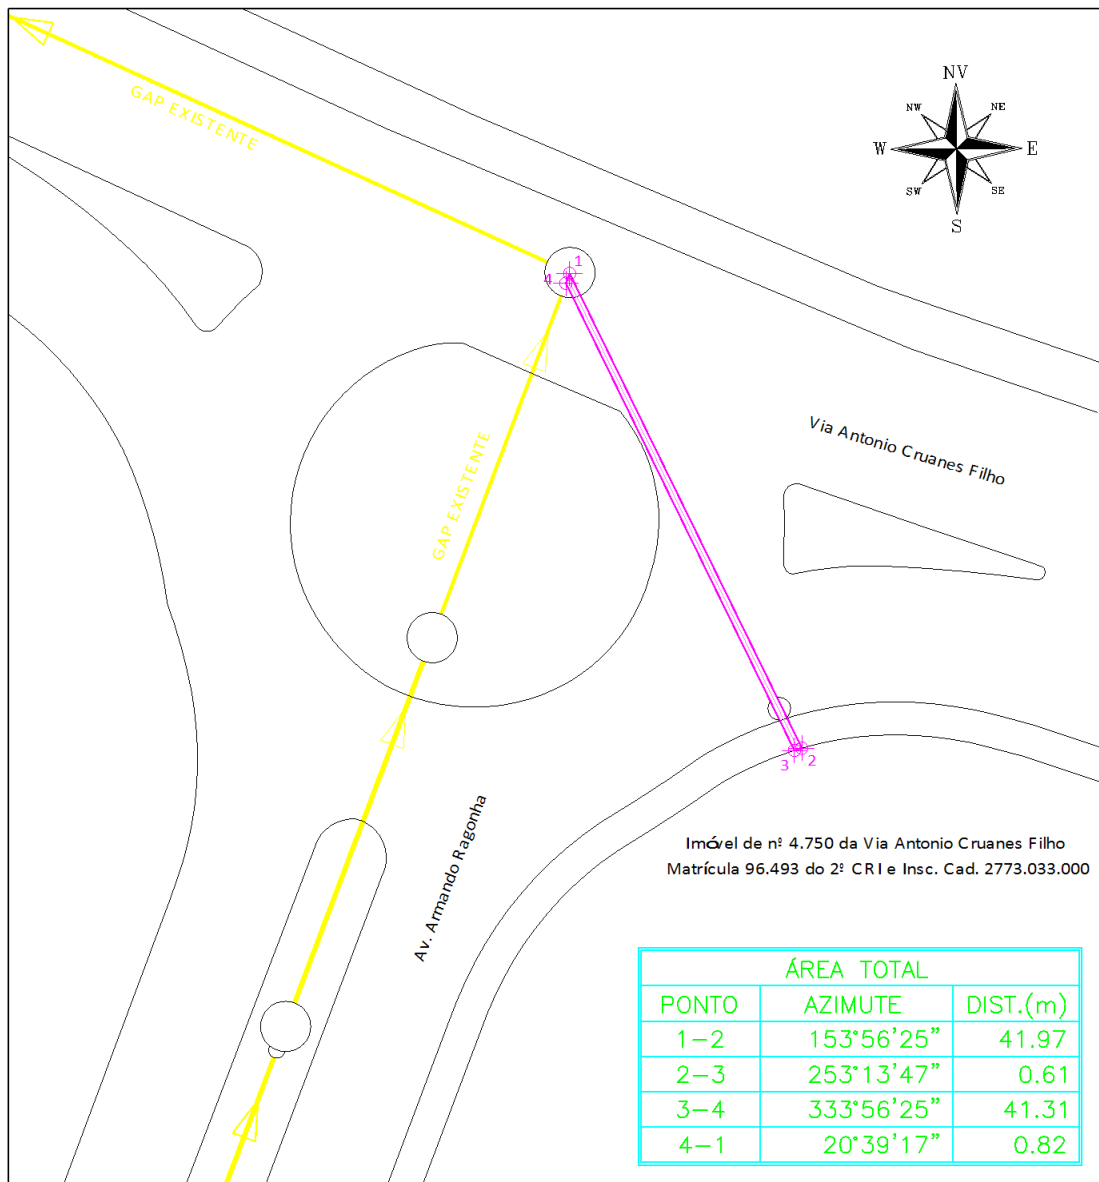 GAP EXISTENTE
NV
NW
NE
W
E
SW
SE
S
1
4
Via Antonio Cruanes Filho
GAP EXISTENTE
3
2
Av. Armando Ragonha
Imóvel de nº 4.750 da Via Antonio Cruanes Filho
Matrícula 96.493 do 2º CRI e Insc. Cad. 2773.033.000
ÁREA TOTAL
PONTO AZIMUTE DIST.(m)
1-2 153°56'25" 41.97
2-3 253°13'47" 0.61
3-4 333°56'25" 41.31
4-1 20°39'17" 0.82